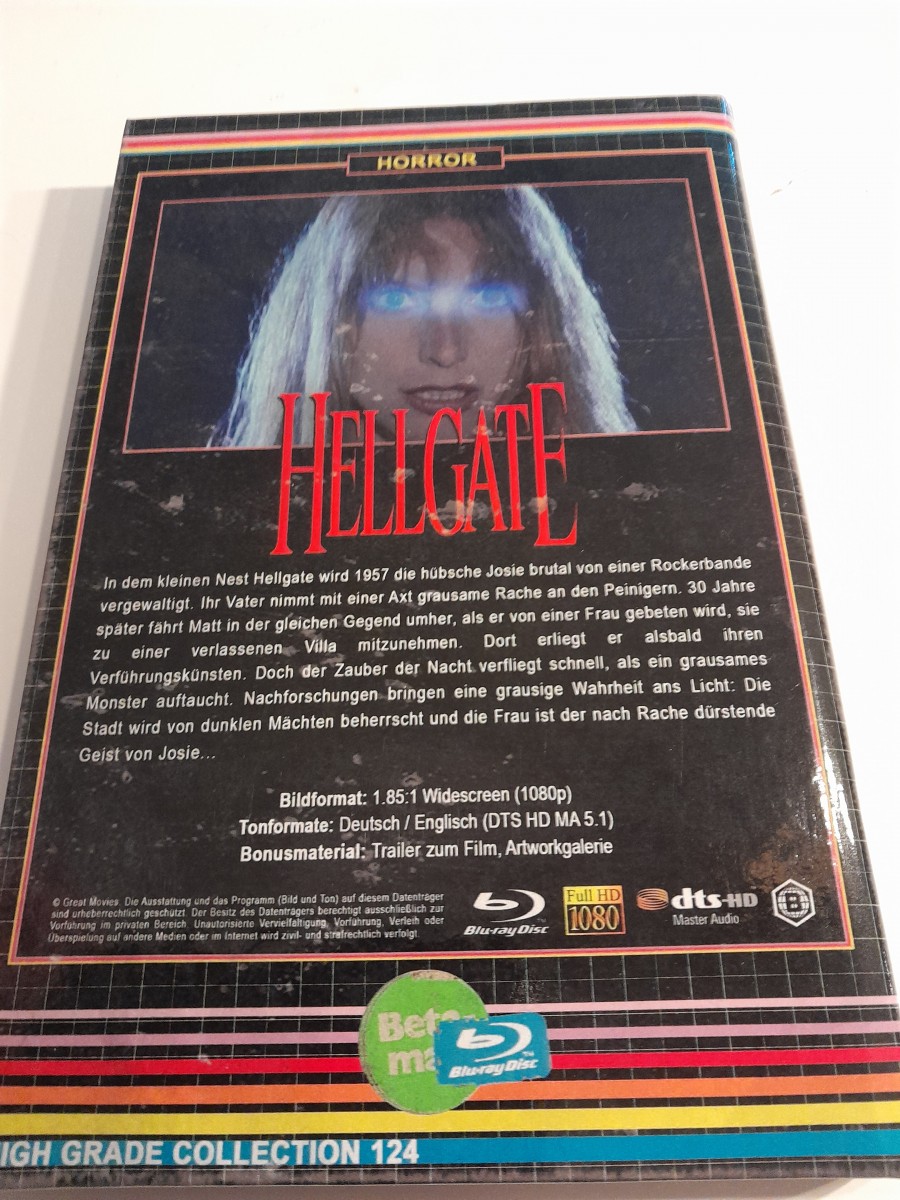 HORROR
HELLGATE
In dem kleinen Nest Hellgate wird 1957 die hübsche Josie brutal von einer Rockerbande
vergewaltigt. Ihr Vater nimmt mit einer Axt grausame Rache an den Peinigern. 30 Jahre
später fährt Matt in der gleichen Gegend umher, als er von einer Frau gebeten wird, sie
zu einer verlassenen Villa mitzunehmen. Dort erliegt er alsbald ihren
Verführungskünsten. Doch der Zauber der Nacht verfliegt schnell, als ein grausames
Monster auftaucht. Nachforschungen bringen eine grausige Wahrheit ans Licht: Die
Stadt wird von dunklen Mächten beherrscht und die Frau ist der nach Rache dürstende
Geist von Josie...
Bildformat: 1.85:1 Widescreen (1080p)
Tonformate: Deutsch / Englisch (DTS HD MA 5.1)
Bonusmaterial: Trailer zum Film, Artworkgalerie
© Great Movies. Die Ausstattung und das Programm (Bild und Ton) auf diesem Datenträger
sind urheberrechtlich geschützt. Der Besitz des Datenträgers berechtigt ausschließlich zur
Vorführung im privaten Bereich. Unautorisierte Vervielfältigung, Vorführung, Verleih oder
Überspielung auf andere Medien oder im Internet wird zivil- und strafrechtlich verfolgt.
Blu-ray Disc
Full HD
1080
dts-HD
Master Audio
B
Beta
ma
Blu-ray Disc
IGH GRADE COLLECTION 124